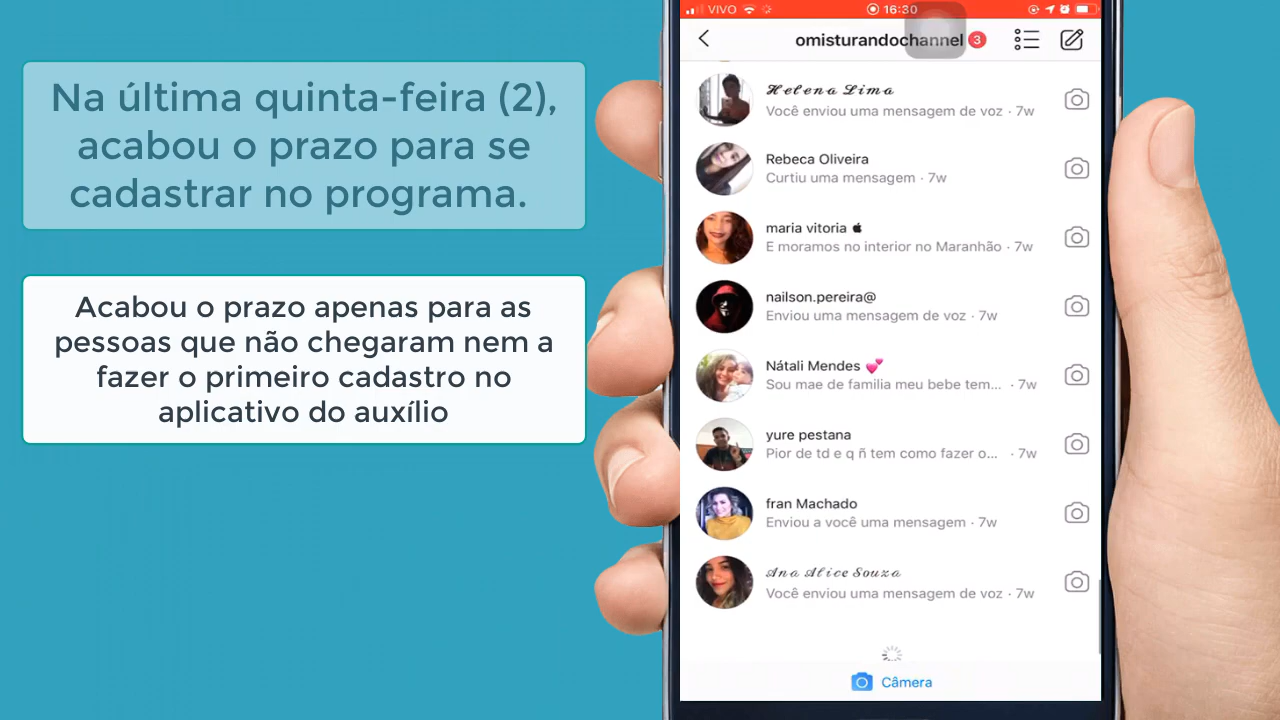 Na última quinta-feira (2),
acabou o prazo para se
cadastrar no programa.
Acabou o prazo apenas para as
pessoas que não chegaram nem a
fazer o primeiro cadastro no
aplicativo do auxílio
VIVO 16:30
omisturandochannel 3
Helena Lima
Você enviou uma mensagem de voz · 7w
Rebeca Oliveira
Curtiu uma mensagem · 7w
maria vitoria
E moramos no interior no Maranhão · 7w
nailson.pereira@
Enviou uma mensagem de voz · 7w
Nátali Mendes 💕
Sou mae de familia meu bebe tem... · 7w
yure pestana
Pior de td e q ñ tem como fazer o... · 7w
fran Machado
Enviou a você uma mensagem · 7w
Ana Alice Souza
Você enviou uma mensagem de voz · 7w
Câmera